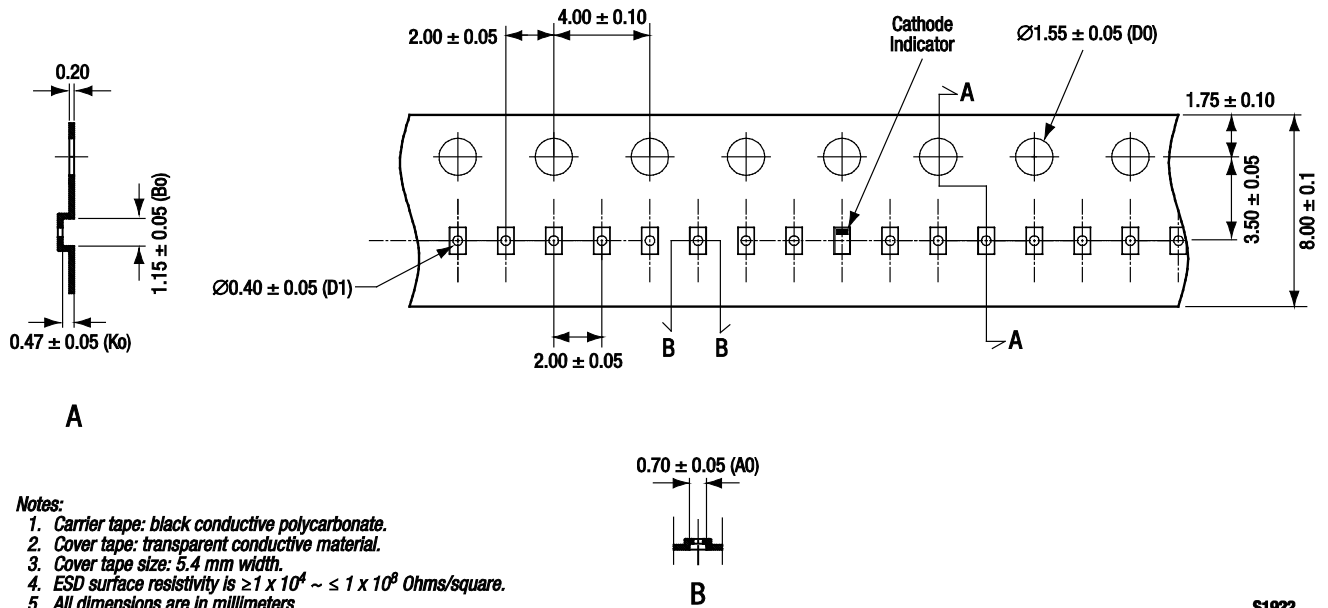 4.00 ± 0.10
2.00 ± 0.05
Cathode
Indicator
Ø1.55 ± 0.05 (D0)
0.20
A
1.75 ± 0.10
3.50 ± 0.05
8.00 ± 0.1
1.15 ± 0.05 (Bo)
Ø0.40 ± 0.05 (D1)
0.47 ± 0.05 (Ko)
2.00 ± 0.05
B
B
A
A
0.70 ± 0.05 (A0)
B
Notes:
1. Carrier tape: black conductive polycarbonate.
2. Cover tape: transparent conductive material.
3. Cover tape size: 5.4 mm width.
4. ESD surface resistivity is ≥1 x 10⁴ ~ ≤ 1 x 10⁸ Ohms/square.
5. All dimensions are in millimeters
S1922